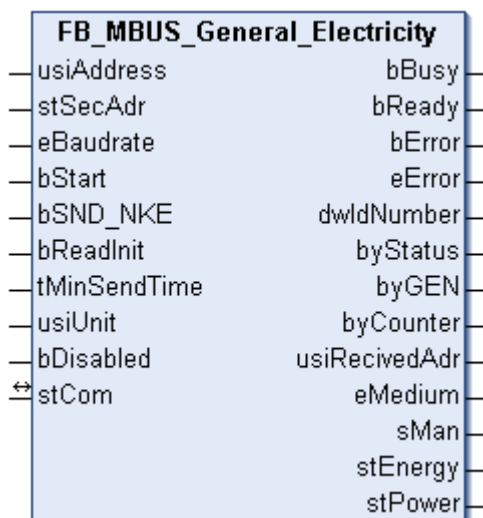 FB_MBUS_General_Electricity
usiAddress bBusy
stSecAdr bReady
eBaudrate bError
bStart eError
bSND_NKE dwIdNumber
bReadInit byStatus
tMinSendTime byGEN
usiUnit byCounter
bDisabled usiRecivedAdr
stCom eMedium
sMan
stEnergy
stPower